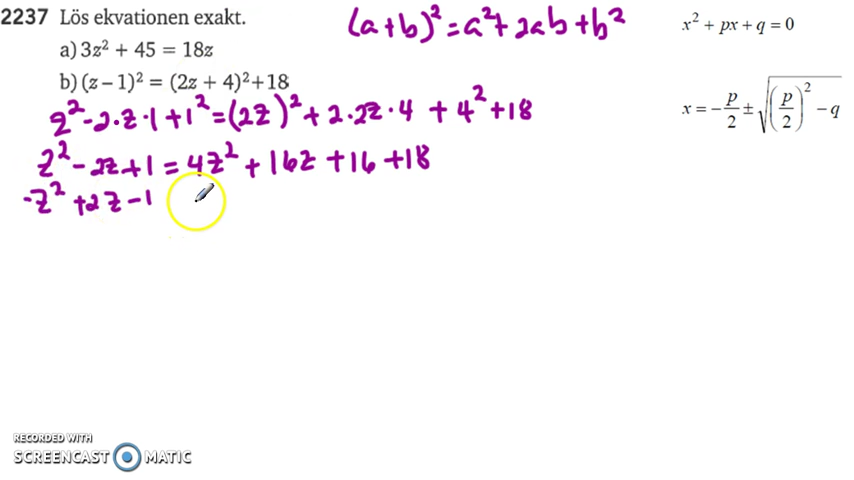 2237 Lös ekvationen exakt.
a) 3z² + 45 = 18z
b) (z – 1)² = (2z + 4)²+18
(a+b)² = a²+ 2ab + b²
x² + px + q = 0
x = -p/2 ± √((p/2)² - q)
z² - 2·z·1 + 1² = (2z)² + 2·2z·4 + 4² + 18
z² - 2z + 1 = 4z² + 16z + 16 + 18
-z² + 2z - 1
RECORDED WITH
SCREENCAST MATIC